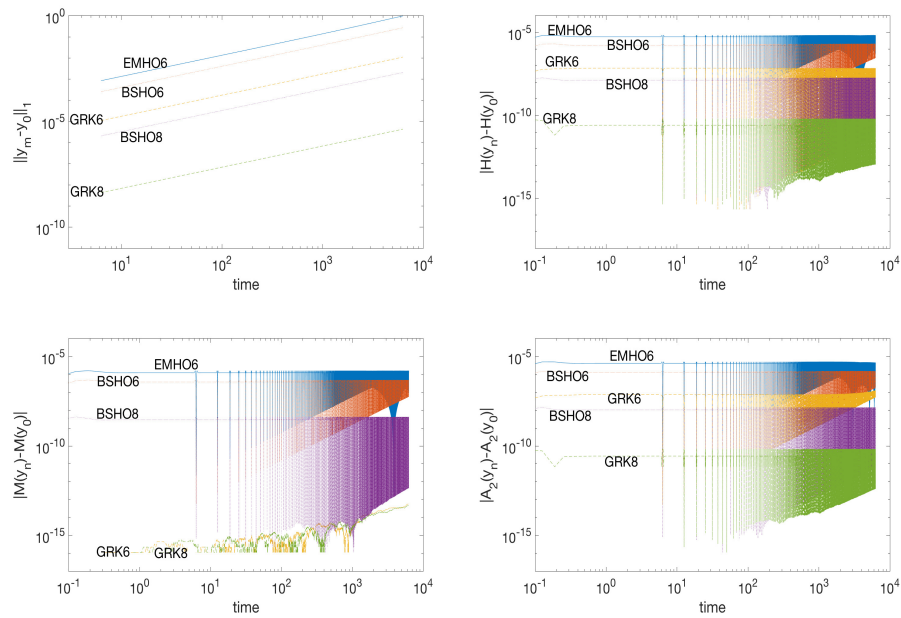 ||y_m-y_0||_1
10^0
10^-5
10^-10
EMHO6
BSHO6
GRK6
BSHO8
GRK8
10^1
10^2
10^3
10^4
time
|H(y_n)-H(y_0)|
10^-5
10^-10
10^-15
EMHO6
BSHO6
GRK6
BSHO8
GRK8
10^-1
10^0
10^1
10^2
10^3
10^4
time
|M(y_n)-M(y_0)|
10^-5
10^-10
10^-15
EMHO6
BSHO6
BSHO8
GRK6
GRK8
10^-1
10^0
10^1
10^2
10^3
10^4
time
|A_2(y_n)-A_2(y_0)|
10^-5
10^-10
10^-15
EMHO6
BSHO6
GRK6
BSHO8
GRK8
10^-1
10^0
10^1
10^2
10^3
10^4
time